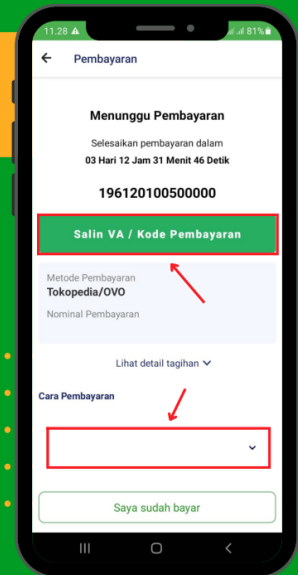 11.28
81%
Pembayaran
Menunggu Pembayaran
Selesaikan pembayaran dalam
03 Hari 12 Jam 31 Menit 46 Detik
196120100500000
Salin VA / Kode Pembayaran
Metode Pembayaran
Tokopedia/OVO
Nominal Pembayaran
Lihat detail tagihan
Cara Pembayaran
Saya sudah bayar